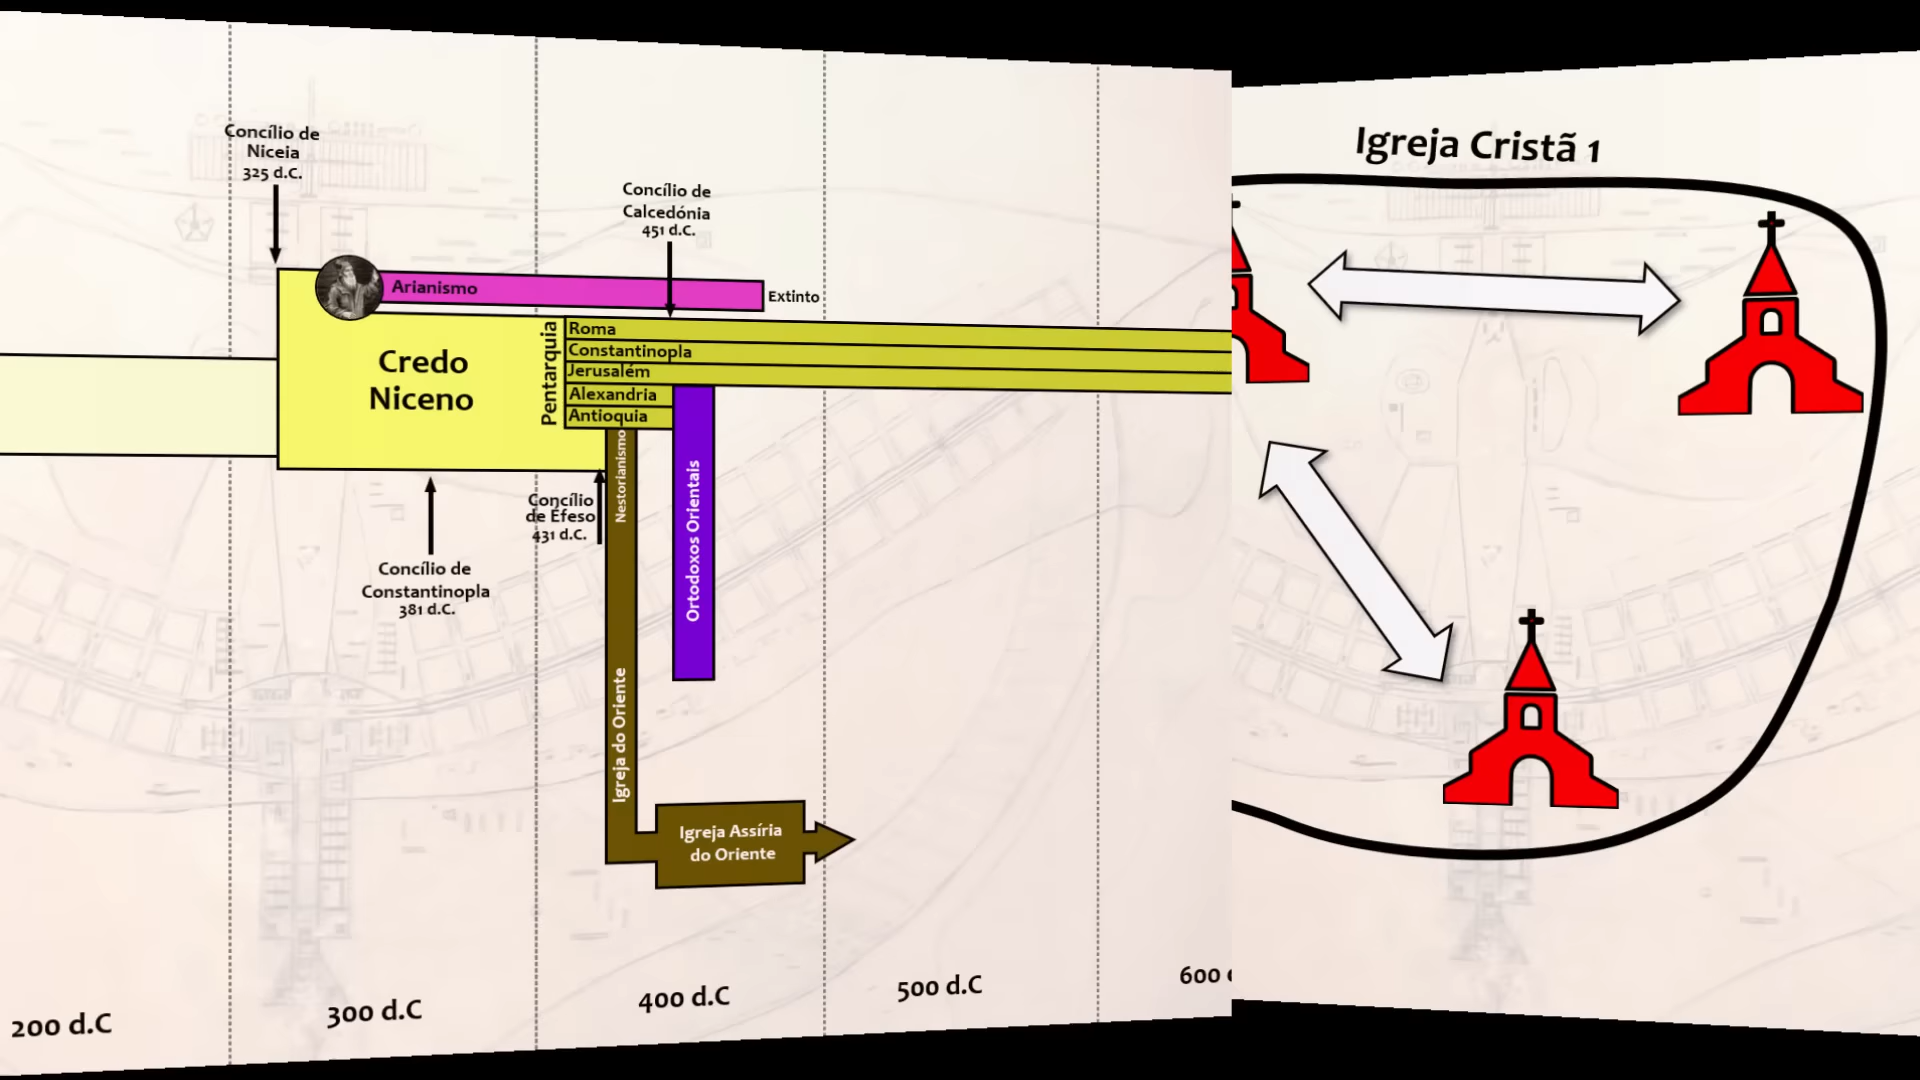 Concílio de
Niceia
325 d.C.
Concílio de
Calcedónia
451 d.C.
Arianismo
Extinto
Credo
Niceno
Pentarquia
Roma
Constantinopla
Jerusalém
Alexandria
Antioquia
Nestorianismo
Concílio
de Éfeso
431 d.C.
Ortodoxos Orientais
Concílio de
Constantinopla
381 d.C.
Igreja do Oriente
Igreja Assíria
do Oriente
200 d.C
300 d.C
400 d.C
500 d.C
600
Igreja Cristã 1